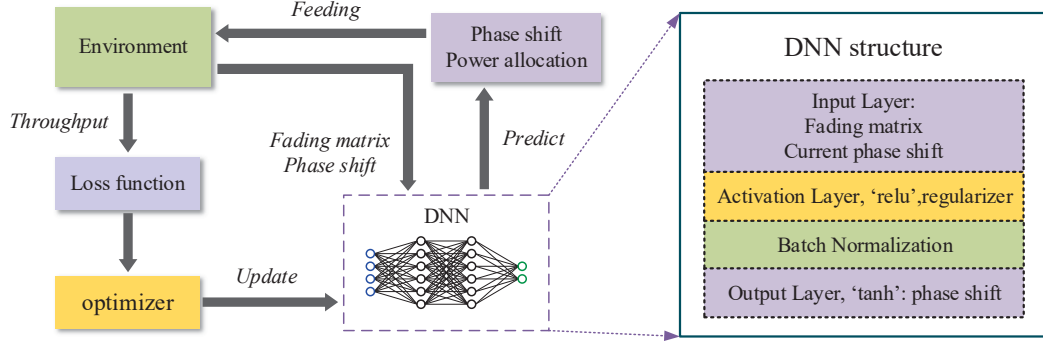 Feeding
Environment
Phase shift
Power allocation
Throughput
Fading matrix
Phase shift
Predict
Loss function
DNN
Update
optimizer
DNN structure
Input Layer:
Fading matrix
Current phase shift
Activation Layer, ‘relu’,regularizer
Batch Normalization
Output Layer, ‘tanh’: phase shift